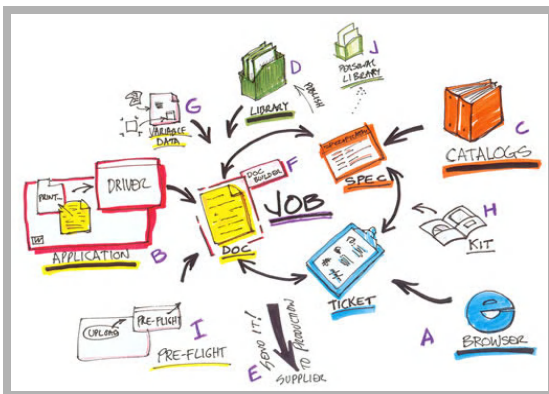 D
J
PERSONAL
LIBRARY
G
VARIABLE
DATA
LIBRARY
PUBLISH
C
CATALOGS
F
DOC
BUILDER
SPECIFICATION
SPEC
PRINT
DRIVER
JOB
H
KIT
W
APPLICATION
B
DOC
TICKET
UPLOAD
PRE-FLIGHT
I
PRE-FLIGHT
E
SEND IT!
TO PRODUCTION
SUPPLIER
A
BROWSER